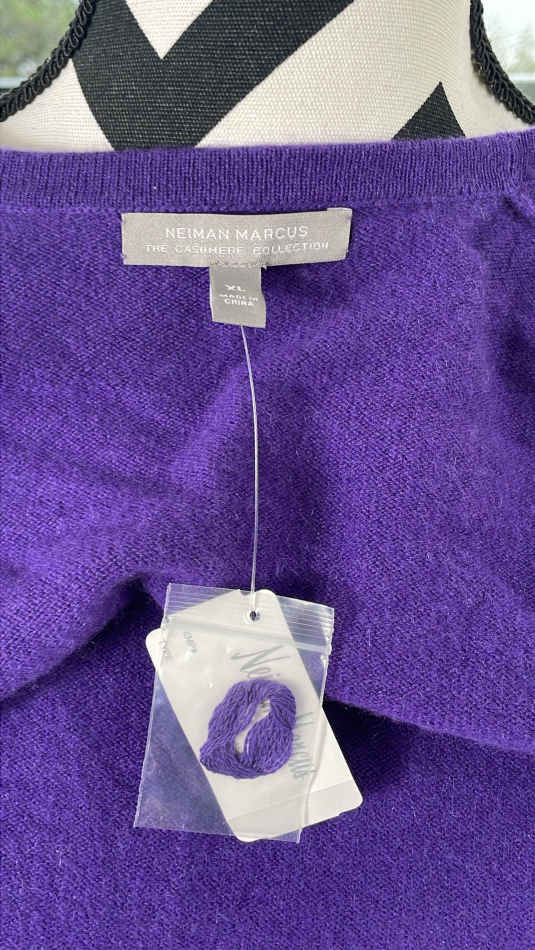 NEIMAN MARCUS
THE CASHMERE COLLECTION
XL
MADE IN
CHINA